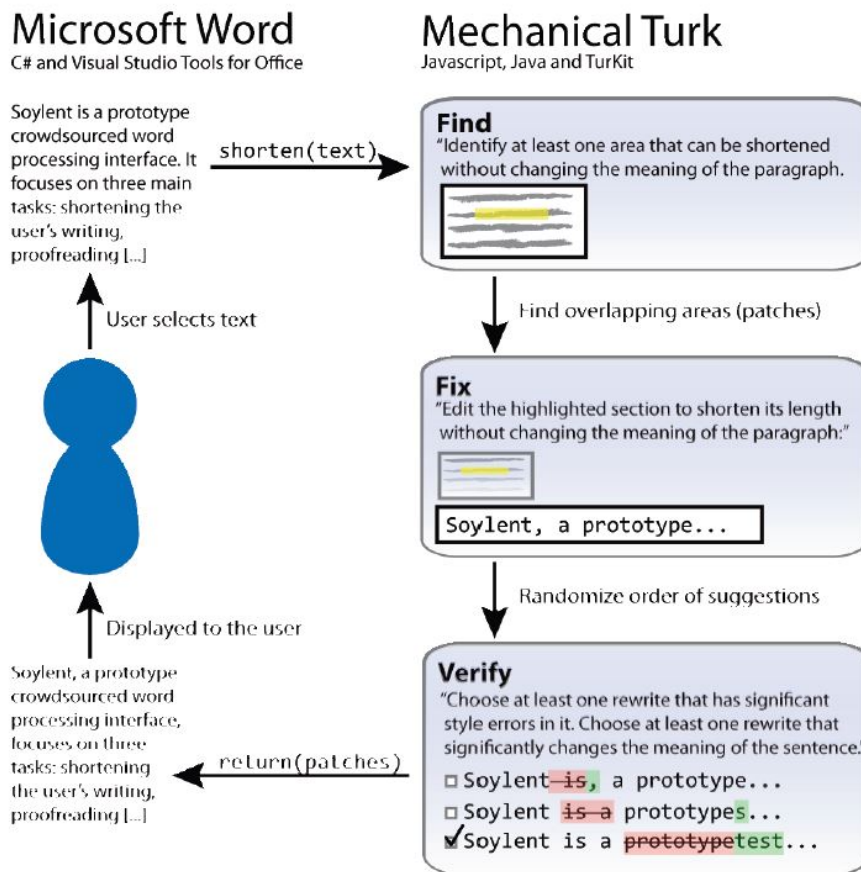 Microsoft Word
C# and Visual Studio Tools for Office
Soylent is a prototype
crowdsourced word
processing interface. It
focuses on three main
tasks: shortening the
user's writing,
proofreading [...]
shorten(text)
User selects text
Displayed to the user
Soylent, a prototype
crowdsourced word
processing interface,
focuses on three
tasks: shortening
the user's writing,
proofreading [...]
return(patches)
Mechanical Turk
Javascript, Java and TurKit
Find
“Identify at least one area that can be shortened
without changing the meaning of the paragraph.
Find overlapping areas (patches)
Fix
“Edit the highlighted section to shorten its length
without changing the meaning of the paragraph:”
Soylent, a prototype...
Randomize order of suggestions
Verify
“Choose at least one rewrite that has significant
style errors in it. Choose at least one rewrite that
significantly changes the meaning of the sentence.”
Soylent is, a prototype...
Soylent is a prototypes...
Soylent is a prototypetest...